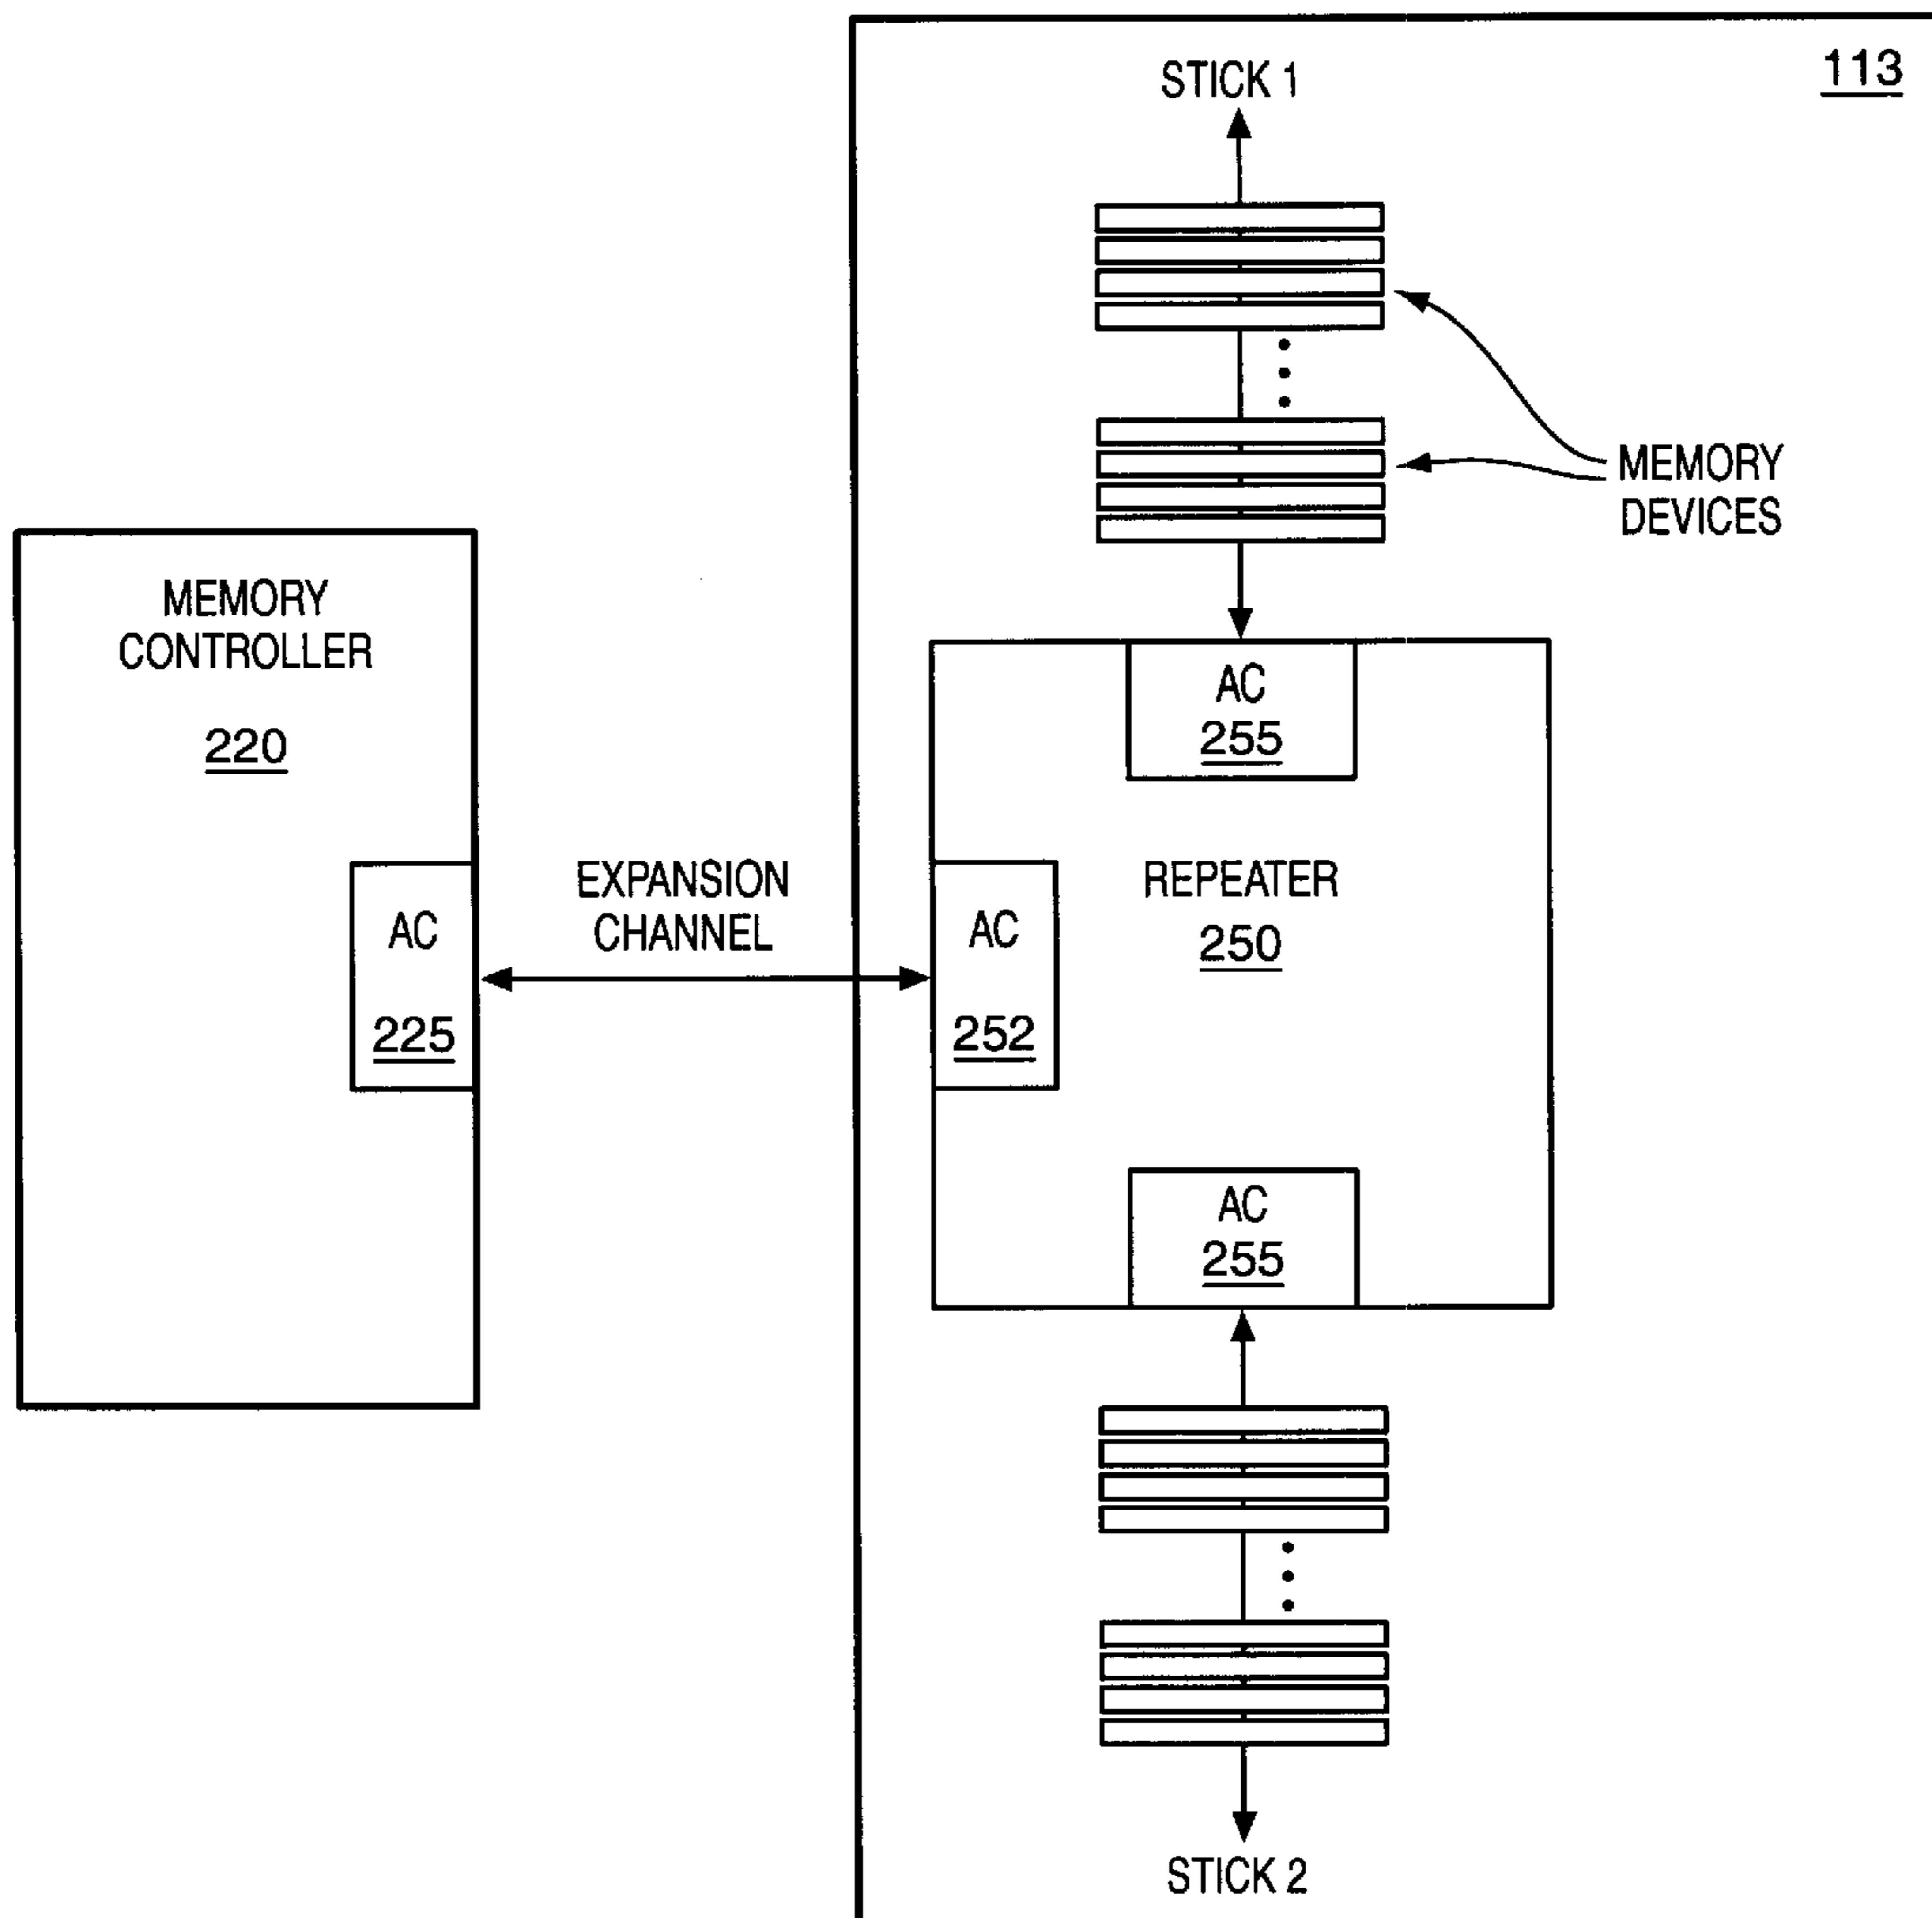 113
STICK 1
MEMORY
DEVICES
MEMORY
CONTROLLER
220
AC
225
EXPANSION
CHANNEL
AC
255
REPEATER
250
AC
252
AC
255
STICK 2